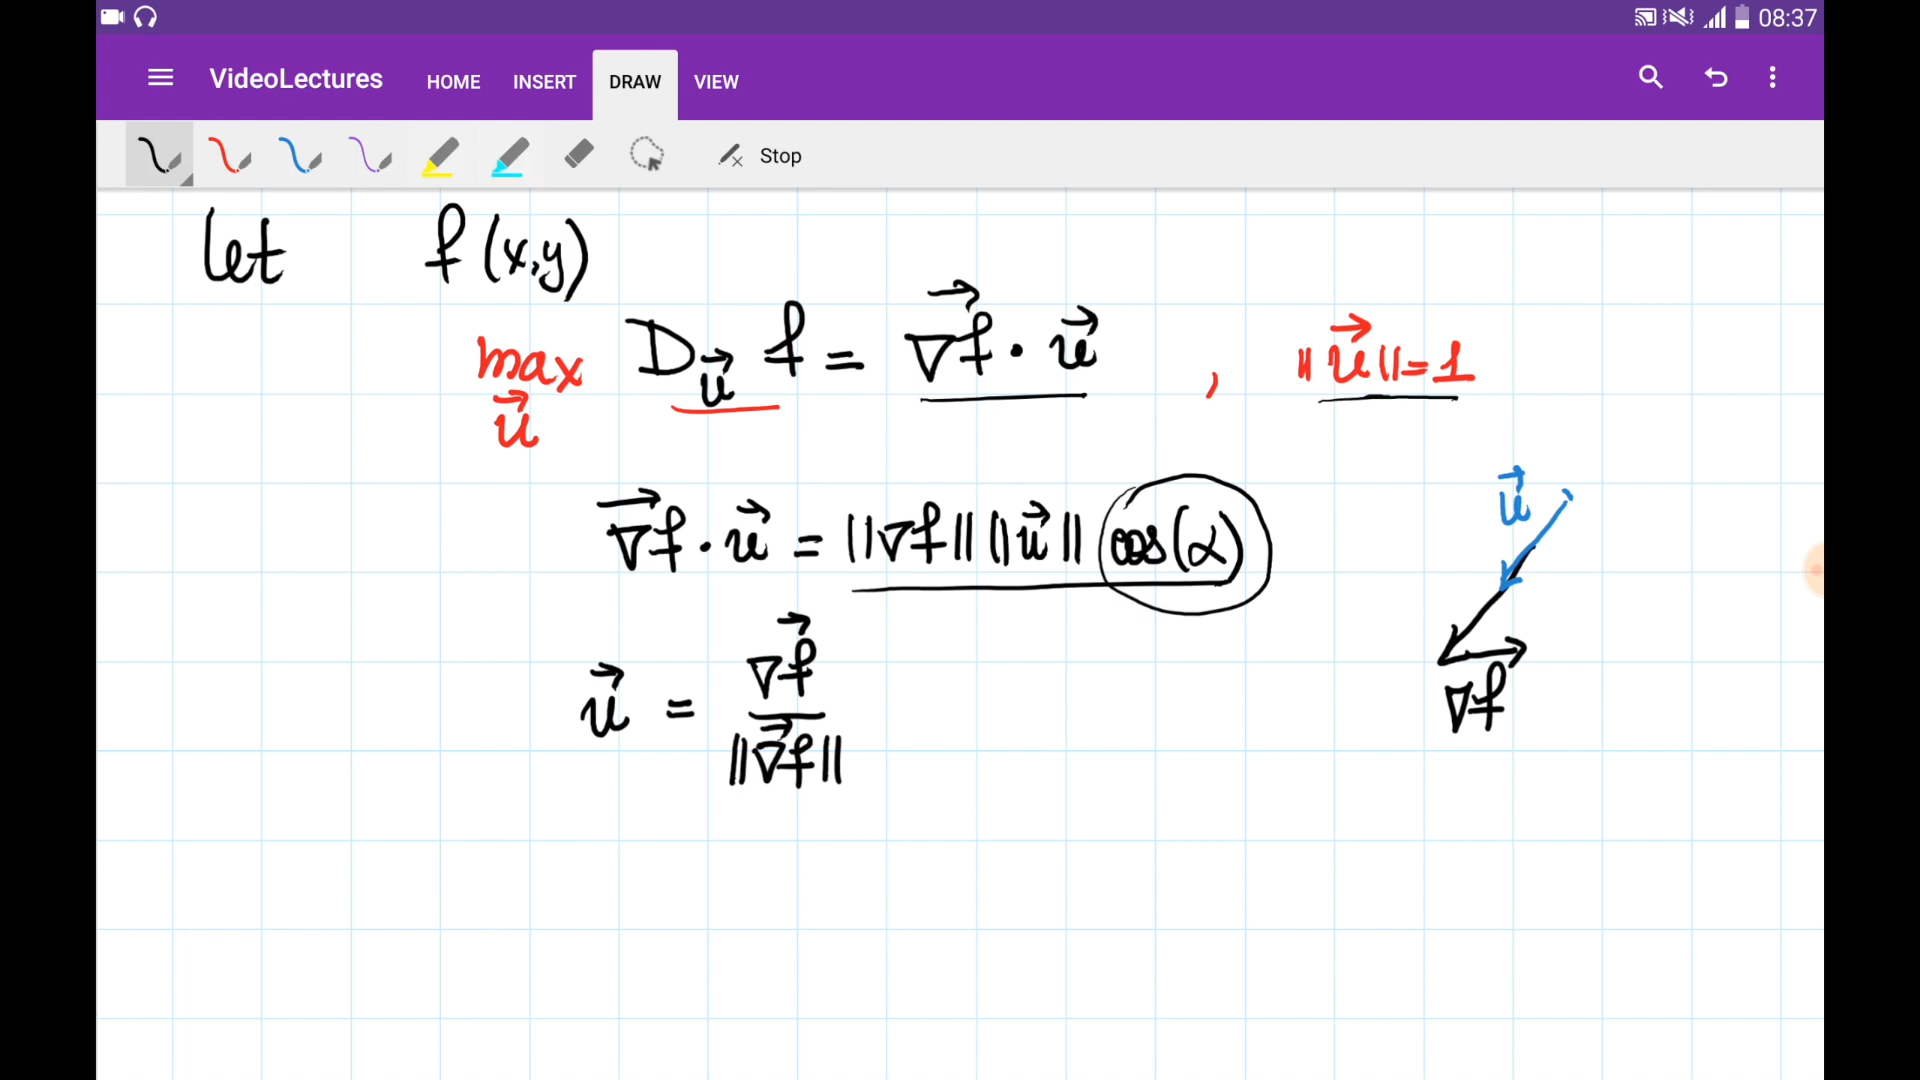 08:37
VideoLectures HOME INSERT DRAW VIEW
Stop
let f(x,y)
max u⃗ D_u⃗ f = ∇f⃗ · u⃗ , ‖u⃗‖=1
∇⃗f · u⃗ = ‖∇f‖ ‖u⃗‖ cos(α)
u⃗
∇f⃗
u⃗ = ∇f⃗ / ‖∇⃗f‖